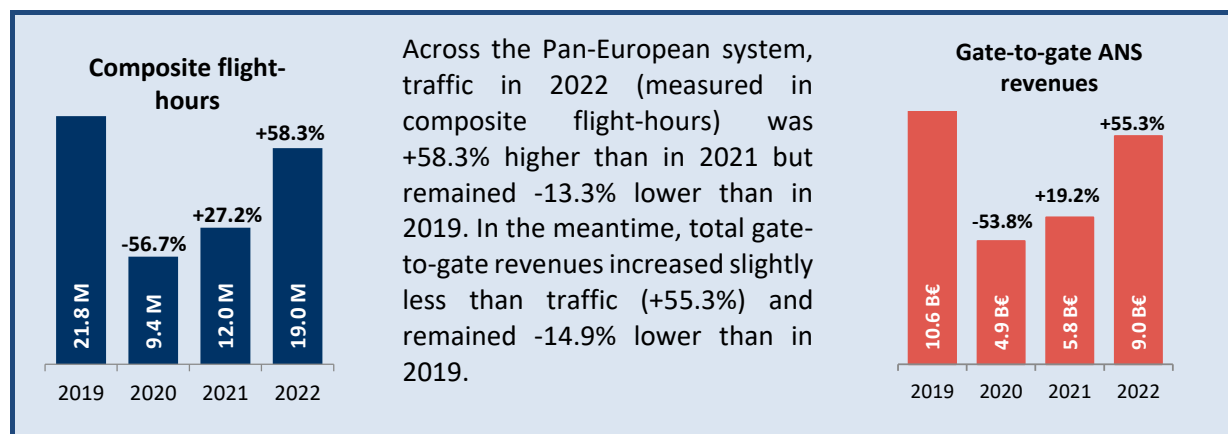 Composite flight-
hours
+58.3%
+27.2%
-56.7%
21.8 M
9.4 M
12.0 M
19.0 M
2019 2020 2021 2022
Across the Pan-European system,
traffic in 2022 (measured in
composite flight-hours) was
+58.3% higher than in 2021 but
remained -13.3% lower than in
2019. In the meantime, total gate-
to-gate revenues increased slightly
less than traffic (+55.3%) and
remained -14.9% lower than in
2019.
Gate-to-gate ANS
revenues
+55.3%
+19.2%
-53.8%
10.6 B€
4.9 B€
5.8 B€
9.0 B€
2019 2020 2021 2022